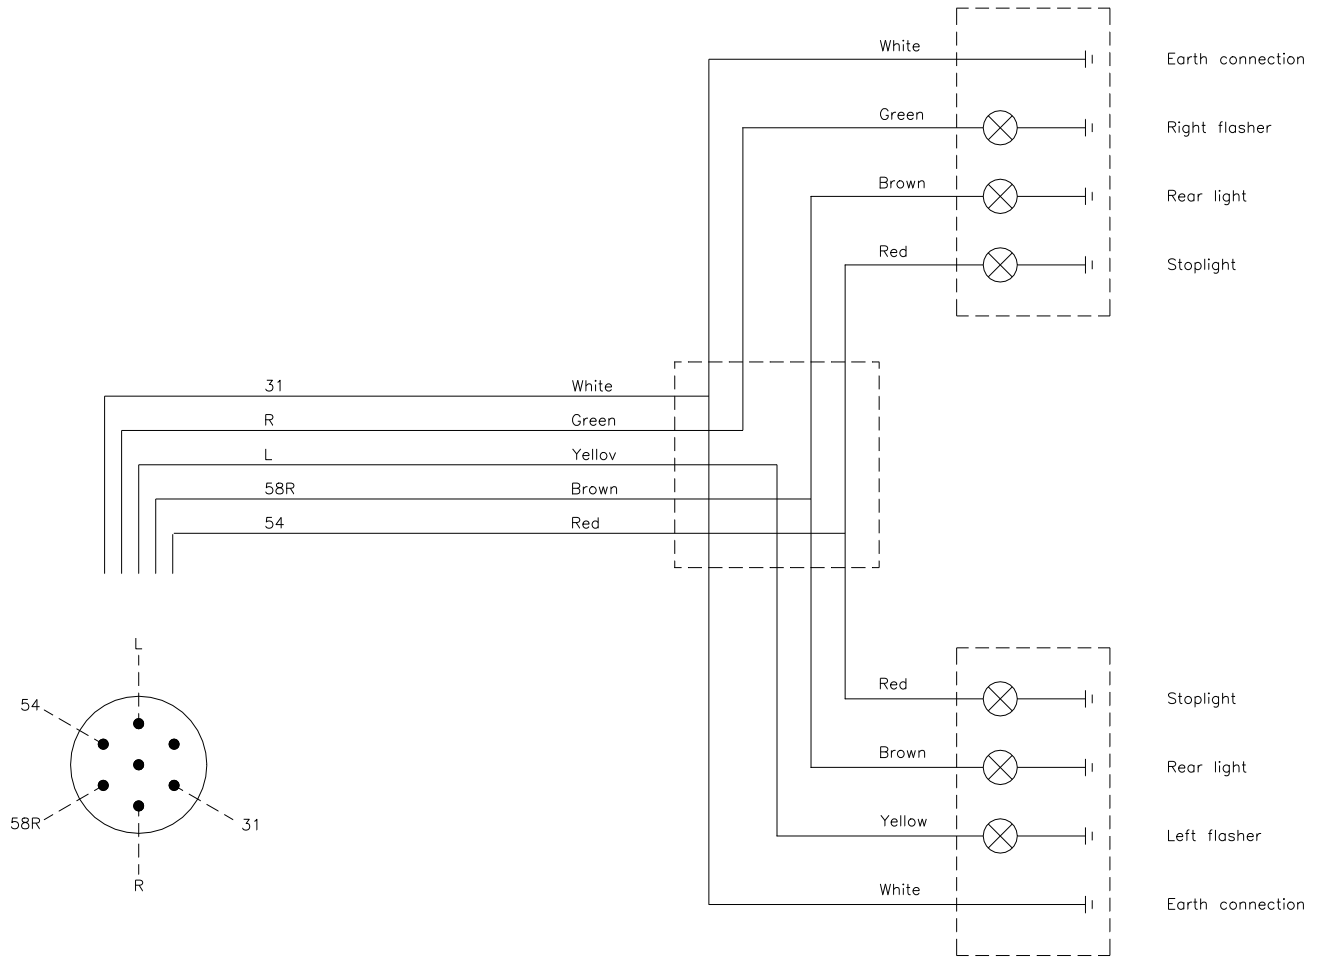 White
Earth connection
Green
Right flasher
Brown
Rear light
Red
Stoplight
31 White
R Green
L Yellov
58R Brown
54 Red
L
54
58R
31
R
Red
Stoplight
Brown
Rear light
Yellow
Left flasher
White
Earth connection